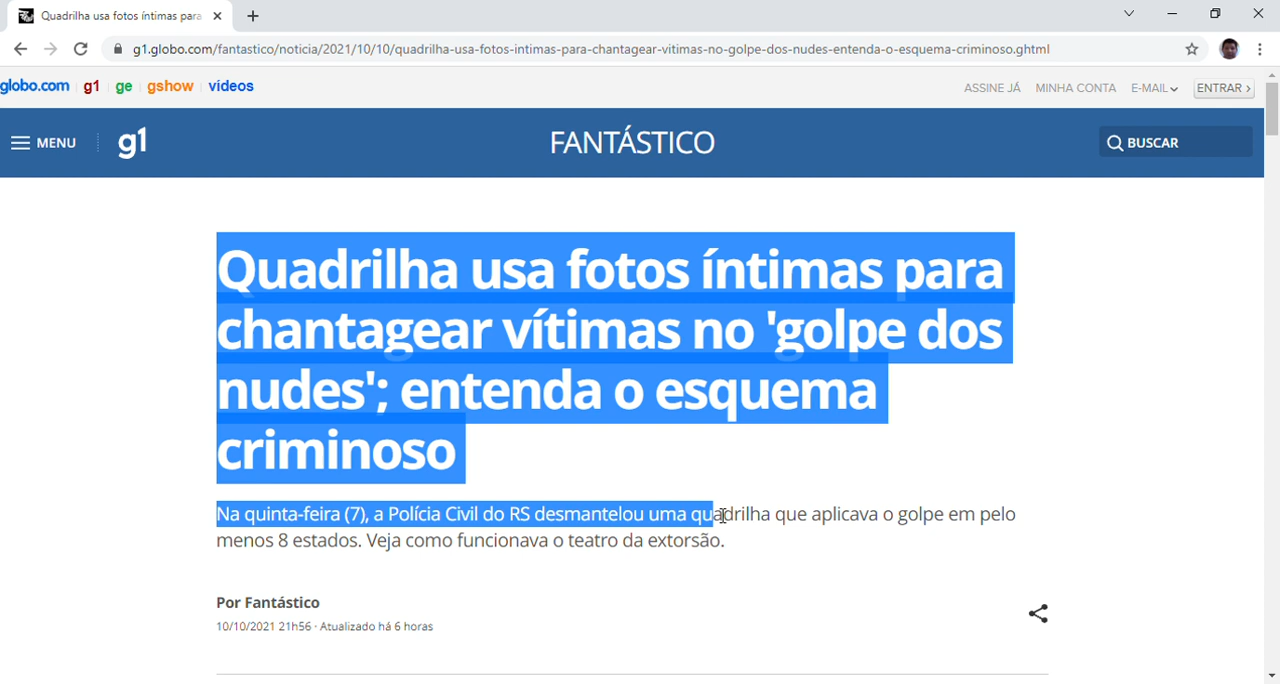 Quadrilha usa fotos íntimas para
g1.globo.com/fantastico/noticia/2021/10/10/quadrilha-usa-fotos-intimas-para-chantagear-vitimas-no-golpe-dos-nudes-entenda-o-esquema-criminoso.ghtml
globo.com g1 ge gshow videos ASSINE JÁ MINHA CONTA E-MAIL ENTRAR ›
MENU g1 FANTÁSTICO BUSCAR
Quadrilha usa fotos íntimas para
chantagear vítimas no 'golpe dos
nudes'; entenda o esquema
criminoso
Na quinta-feira (7), a Polícia Civil do RS desmantelou uma quadrilha que aplicava o golpe em pelo
menos 8 estados. Veja como funcionava o teatro da extorsão.
Por Fantástico
10/10/2021 21h56 · Atualizado há 6 horas